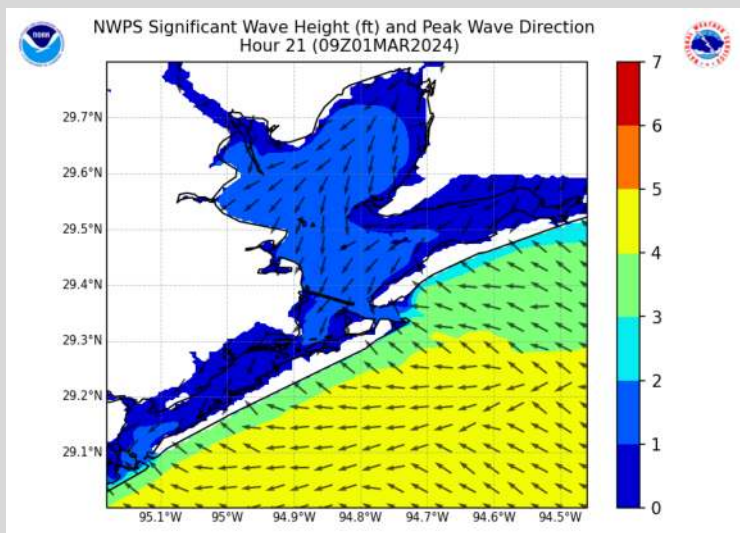 NWPS Significant Wave Height (ft) and Peak Wave Direction
Hour 21 (09Z01MAR2024)
NOAA
29.7°N
29.6°N
29.5°N
29.4°N
29.3°N
29.2°N
29.1°N
95.1°W
95°W
94.9°W
94.8°W
94.7°W
94.6°W
94.5°W
7
6
5
4
3
2
1
0